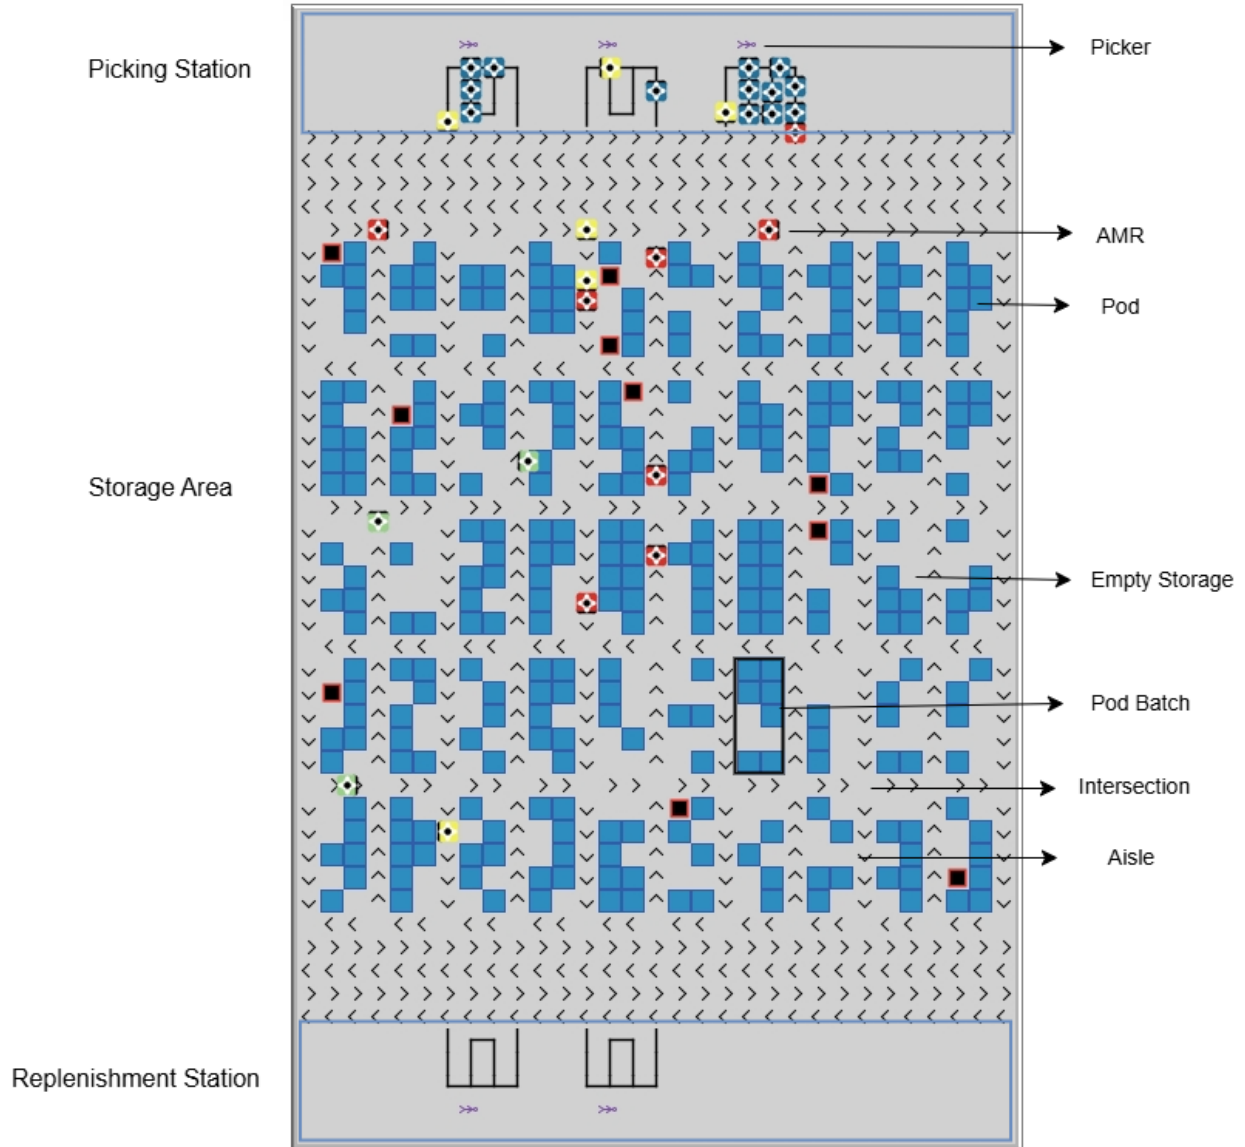 Picking Station
Picker
AMR
Pod
Storage Area
Empty Storage
Pod Batch
Intersection
Aisle
Replenishment Station